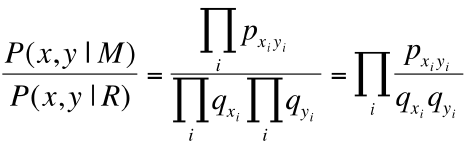 P(x,y | M) / P(x,y | R) = ∏_i p_{x_i y_i} / (∏_i q_{x_i} ∏_i q_{y_i}) = ∏_i p_{x_i y_i} / (q_{x_i} q_{y_i})